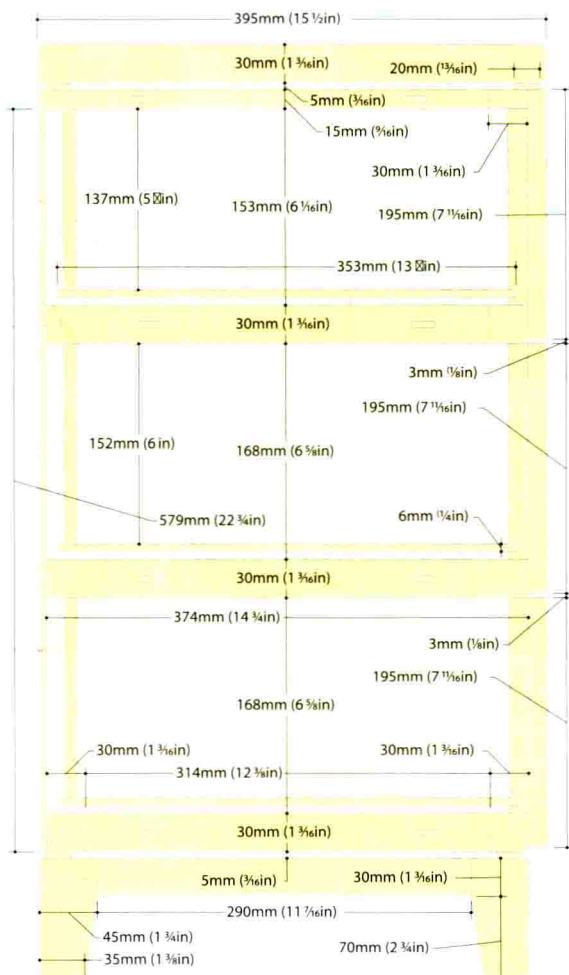 395mm (15 ½in)
30mm (1 3⁄16in)
20mm (13⁄16in)
5mm (3⁄16in)
15mm (9⁄16in)
30mm (1 3⁄16in)
137mm (5 in)
153mm (6 1⁄16in)
195mm (7 11⁄16in)
353mm (13 in)
30mm (1 3⁄16in)
3mm (⅛in)
195mm (7 11⁄16in)
152mm (6 in)
168mm (6 ⅝in)
579mm (22 ¾in)
6mm (¼in)
30mm (1 3⁄16in)
374mm (14 ¾in)
3mm (⅛in)
195mm (7 11⁄16in)
168mm (6 ⅝in)
30mm (1 3⁄16in)
30mm (1 3⁄16in)
314mm (12 ⅜in)
30mm (1 3⁄16in)
5mm (3⁄16in)
30mm (1 3⁄16in)
290mm (11 7⁄16in)
45mm (1 ¾in)
70mm (2 ¾in)
35mm (1 ⅜in)